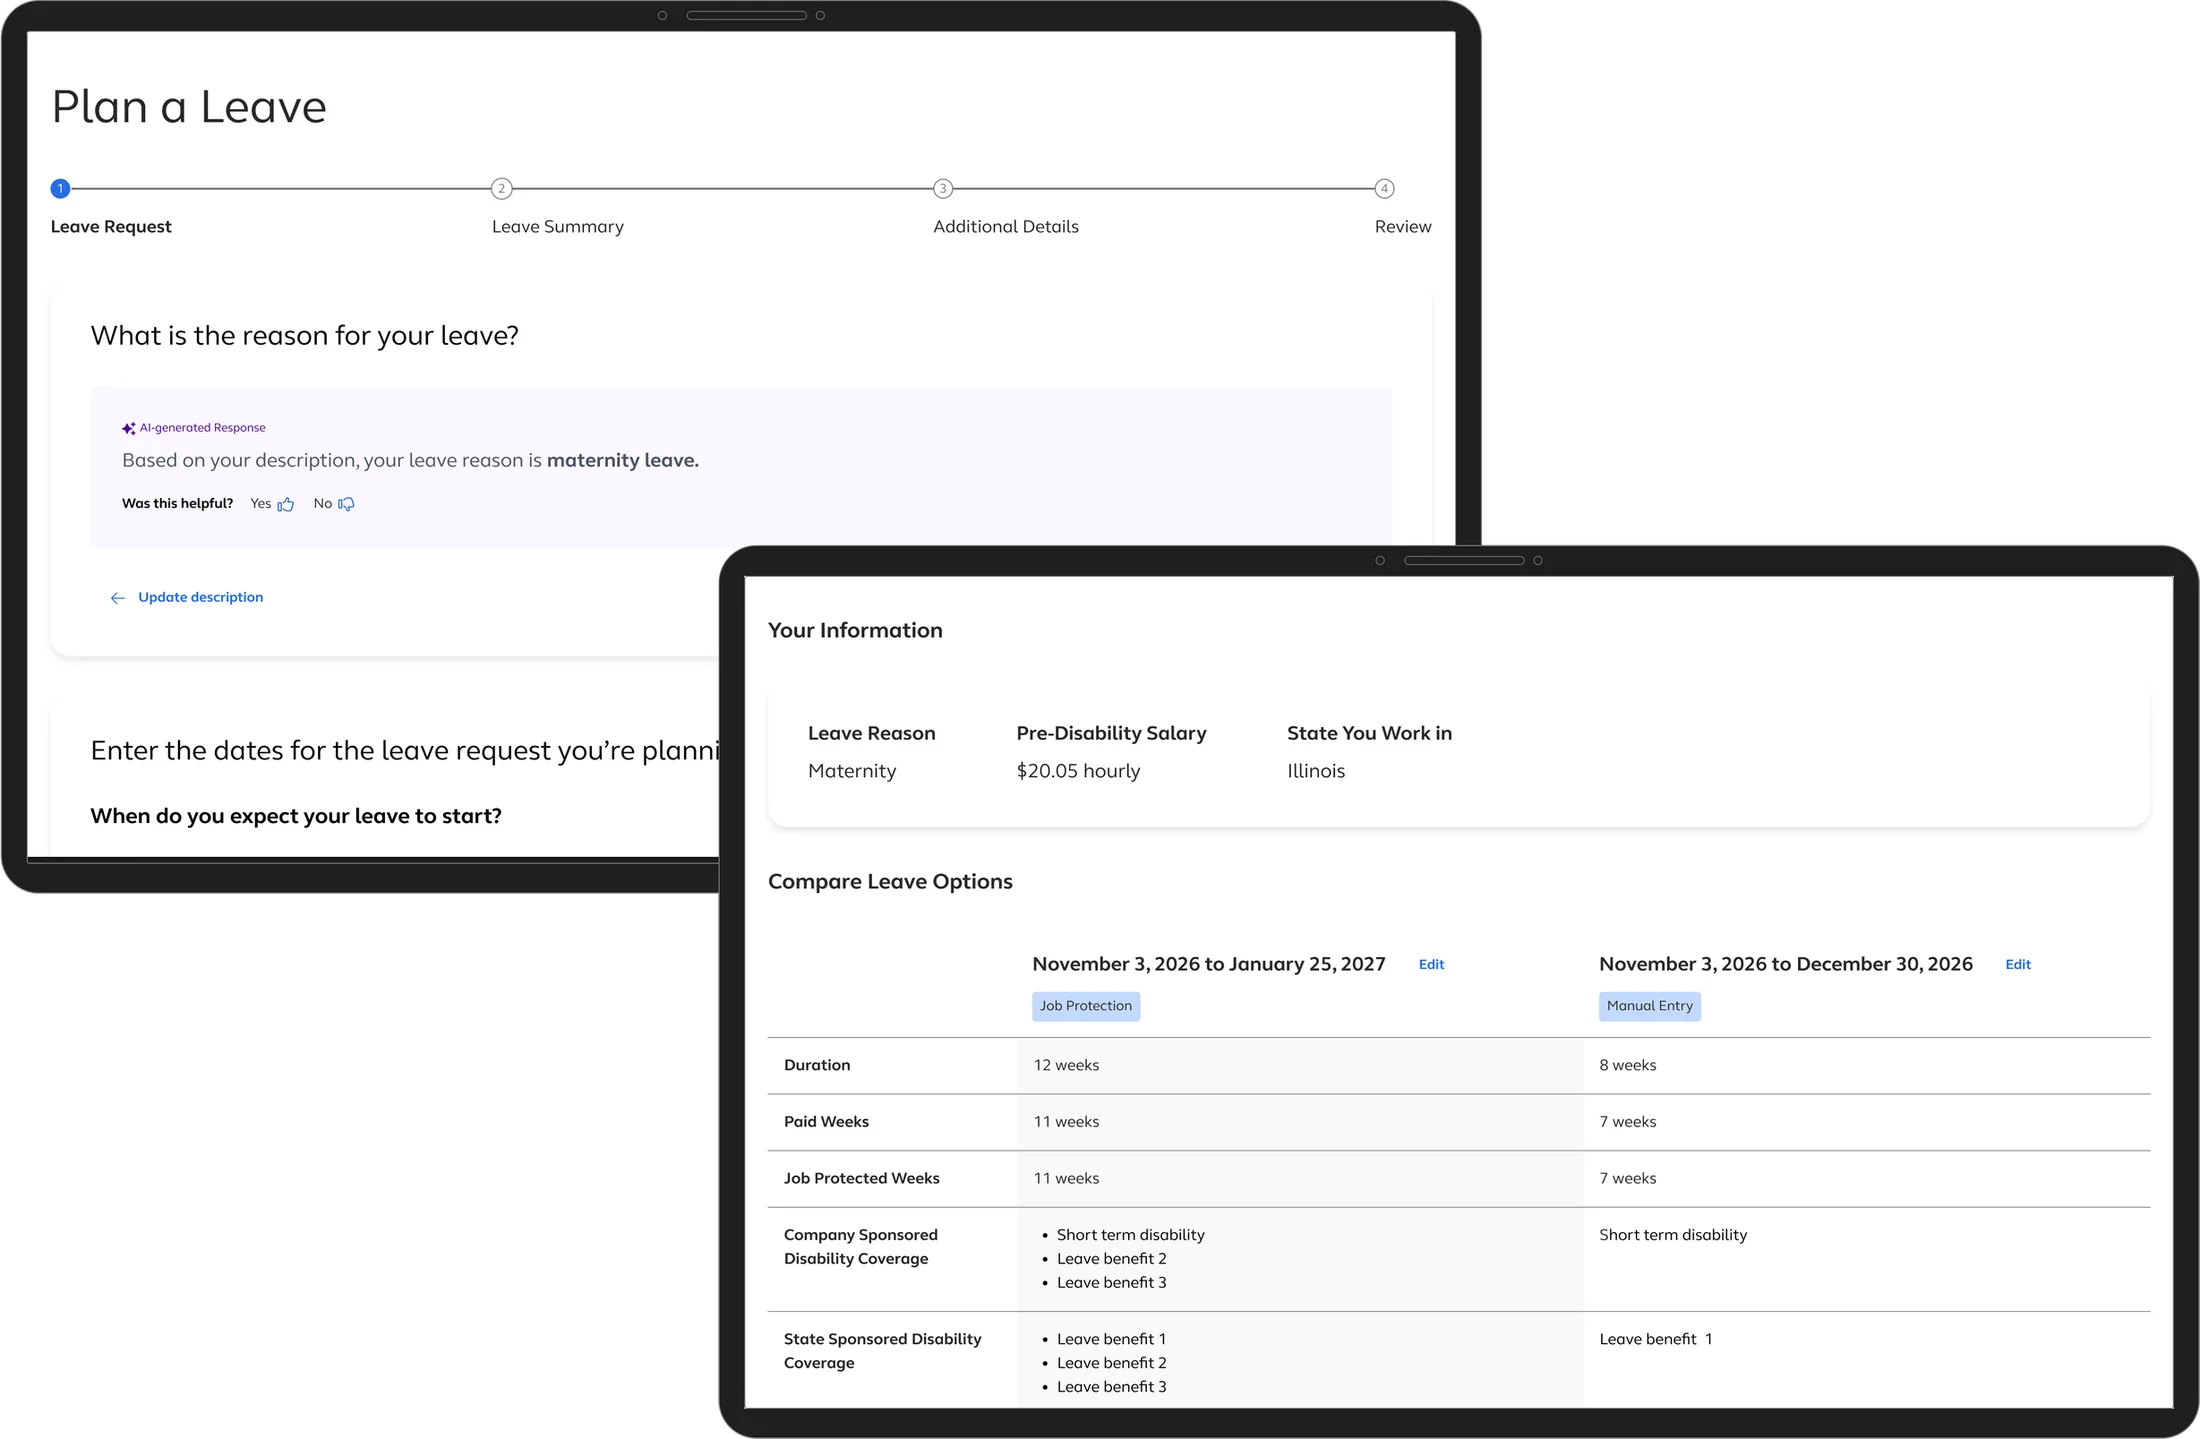 Plan a Leave
1
2
3
4
Leave Request
Leave Summary
Additional Details
Review
What is the reason for your leave?
AI-generated Response
Based on your description, your leave reason is maternity leave.
Was this helpful? Yes No
Update description
Enter the dates for the leave request you're
When do you expect your leave to start?
Your Information
Leave Reason
Pre-Disability Salary
State You Work in
Maternity
$20.05 hourly
Illinois
Compare Leave Options
November 3, 2026 to January 25, 2027 Edit
November 3, 2026 to December 30, 2026 Edit
Job Protection
Manual Entry
Duration
12 weeks
8 weeks
Paid Weeks
11 weeks
7 weeks
Job Protected Weeks
11 weeks
7 weeks
Company Sponsored
Disability Coverage
• Short term disability
• Leave benefit 2
• Leave benefit 3
Short term disability
State Sponsored Disability
Coverage
• Leave benefit 1
• Leave benefit 2
• Leave benefit 3
Leave benefit 1